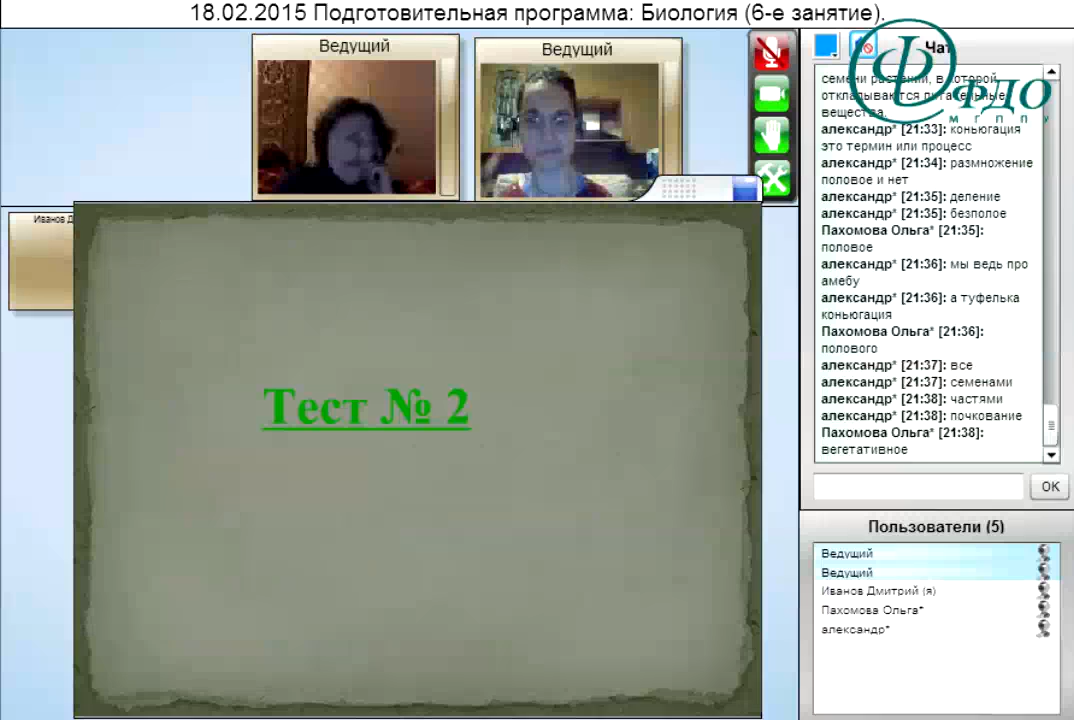 18.02.2015 Подготовительная программа: Биология (6-е занятие).
Ведущий
Ведущий
Иванов Д
Тест № 2
Чат
ФДО
МГППУ
семени растений, в которой
откладываются питательные
вещества.
александр* [21:33]: коньюгация
это термин или процесс
александр* [21:34]: размножение
половое и нет
александр* [21:35]: деление
александр* [21:35]: безполое
Пахомова Ольга* [21:35]:
половое
александр* [21:36]: мы ведь про
амебу
александр* [21:36]: а туфелька
коньюгация
Пахомова Ольга* [21:36]:
полового
александр* [21:37]: все
александр* [21:37]: семенами
александр* [21:38]: частями
александр* [21:38]: почкование
Пахомова Ольга* [21:38]:
вегетативное
OK
Пользователи (5)
Ведущий
Ведущий
Иванов Дмитрий (я)
Пахомова Ольга*
александр*